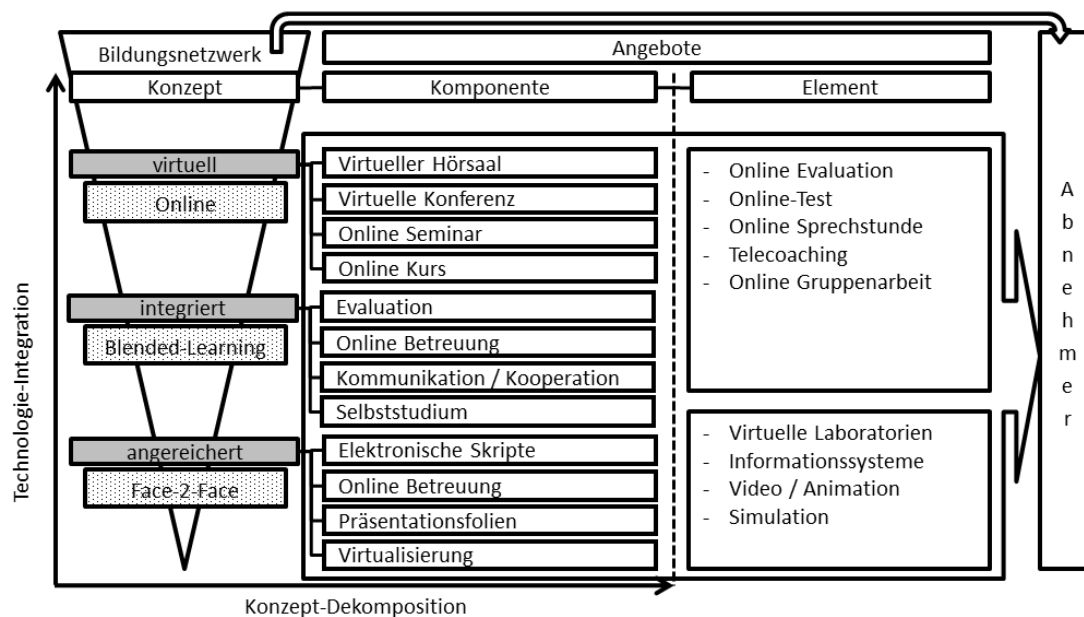 Bildungsnetzwerk
Angebote
Konzept
Komponente
Element
virtuell
Online
Virtueller Hörsaal
Virtuelle Konferenz
Online Seminar
Online Kurs
integriert
Blended-Learning
Evaluation
Online Betreuung
Kommunikation / Kooperation
Selbststudium
angereichert
Face-2-Face
Elektronische Skripte
Online Betreuung
Präsentationsfolien
Virtualisierung
- Online Evaluation
- Online-Test
- Online Sprechstunde
- Telecoaching
- Online Gruppenarbeit
- Virtuelle Laboratorien
- Informationssysteme
- Video / Animation
- Simulation
Abnehmer
Technologie-Integration
Konzept-Dekomposition